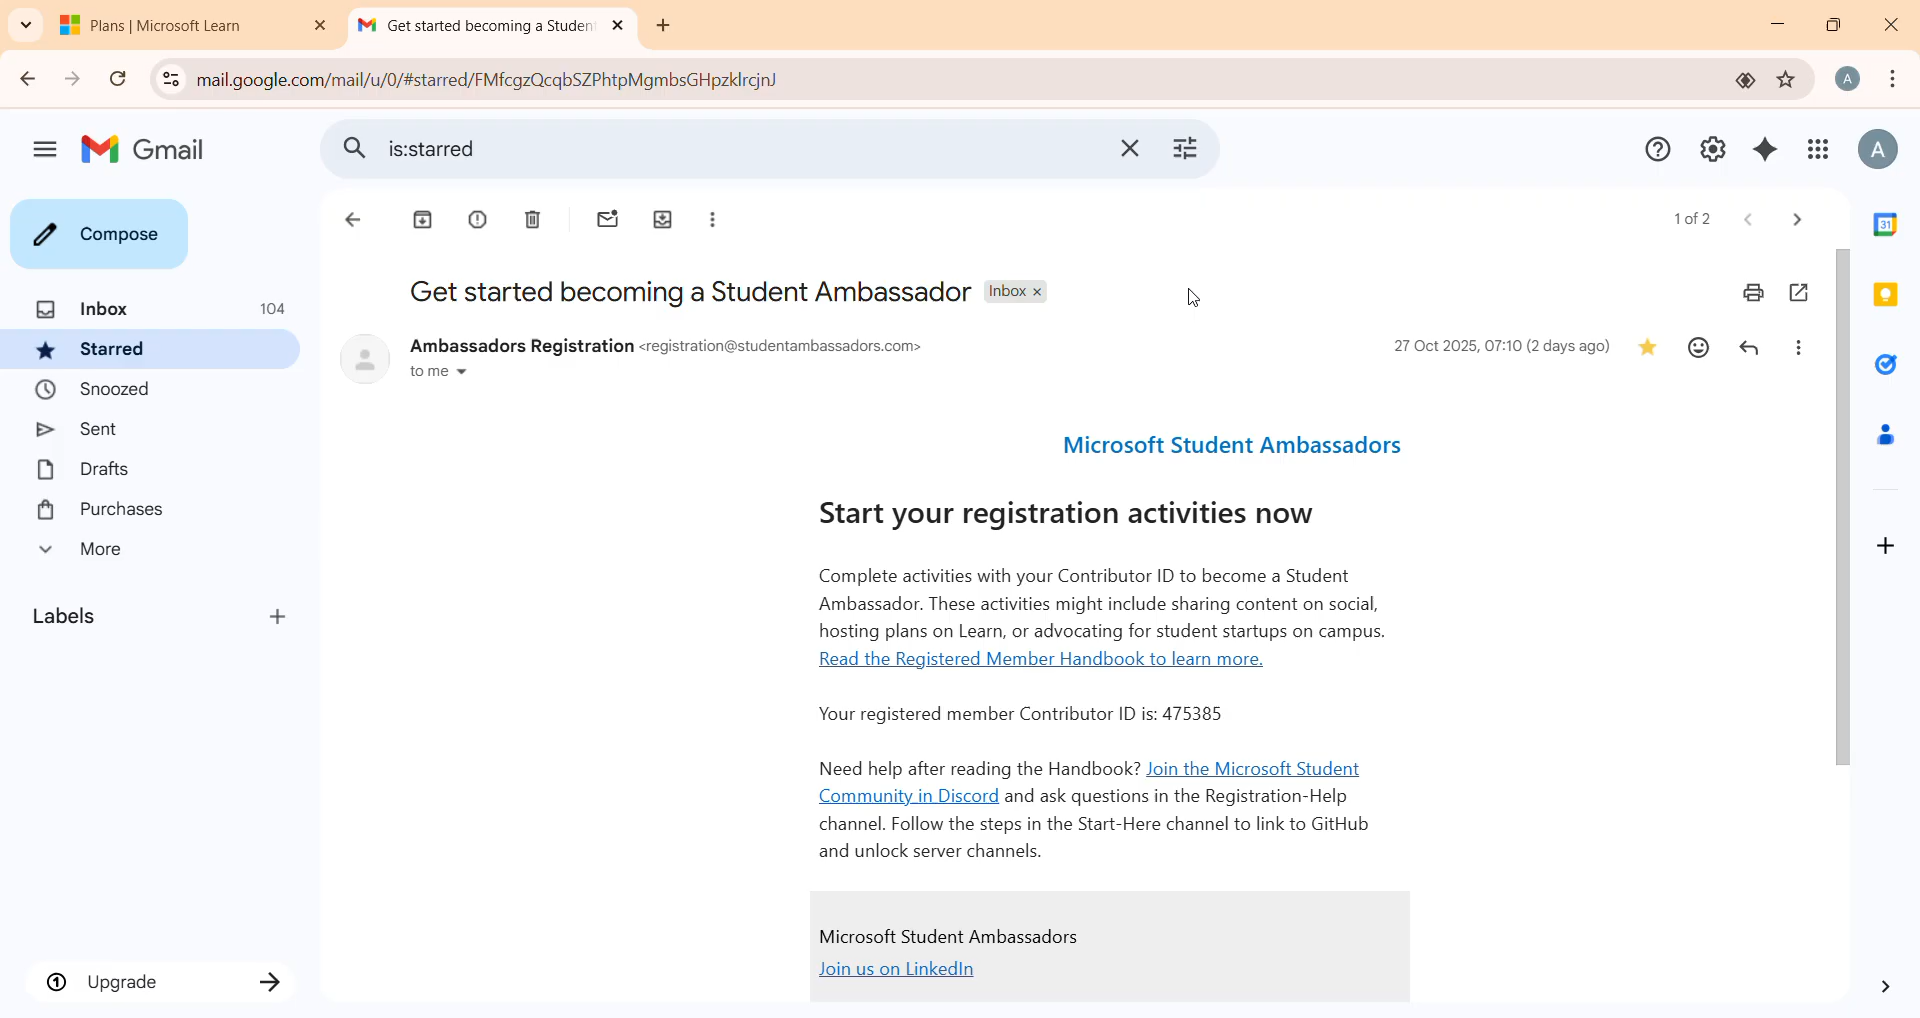 Plans | Microsoft Learn
Get started becoming a Studen
mail.google.com/mail/u/0/#starred/FMfcgzQcqbSZPhtpMgmbsGHpzklrcjnJ
A
Gmail
is:starred
A
Compose
1 of 2
Inbox 104
Starred
Snoozed
Sent
Drafts
Purchases
More
Labels
Upgrade
Get started becoming a Student Ambassador Inbox x
Ambassadors Registration <registration@studentambassadors.com>
27 Oct 2025, 07:10 (2 days ago)
to me
Microsoft Student Ambassadors
Start your registration activities now
Complete activities with your Contributor ID to become a Student
Ambassador. These activities might include sharing content on social,
hosting plans on Learn, or advocating for student startups on campus.
Read the Registered Member Handbook to learn more.
Your registered member Contributor ID is: 475385
Need help after reading the Handbook? Join the Microsoft Student
Community in Discord and ask questions in the Registration-Help
channel. Follow the steps in the Start-Here channel to link to GitHub
and unlock server channels.
Microsoft Student Ambassadors
Join us on LinkedIn
31